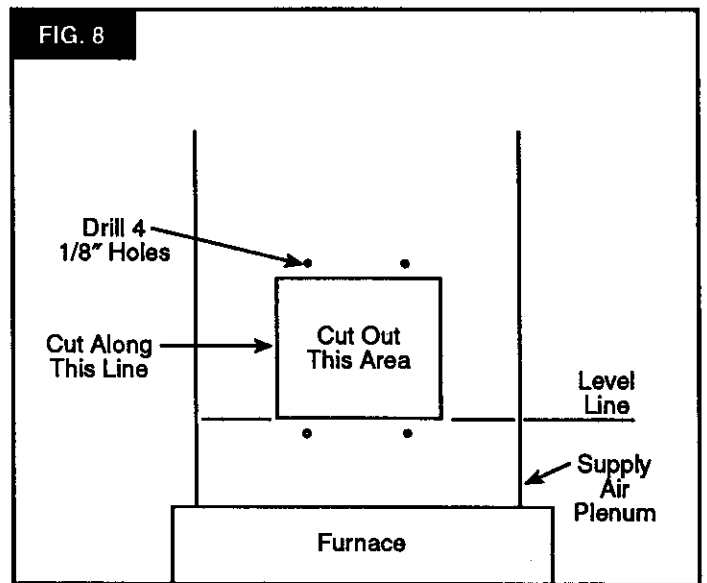 FIG. 8
Drill 4
1/8" Holes
Cut Along
This Line
Cut Out
This Area
Level
Line
Supply
Air
Plenum
Furnace